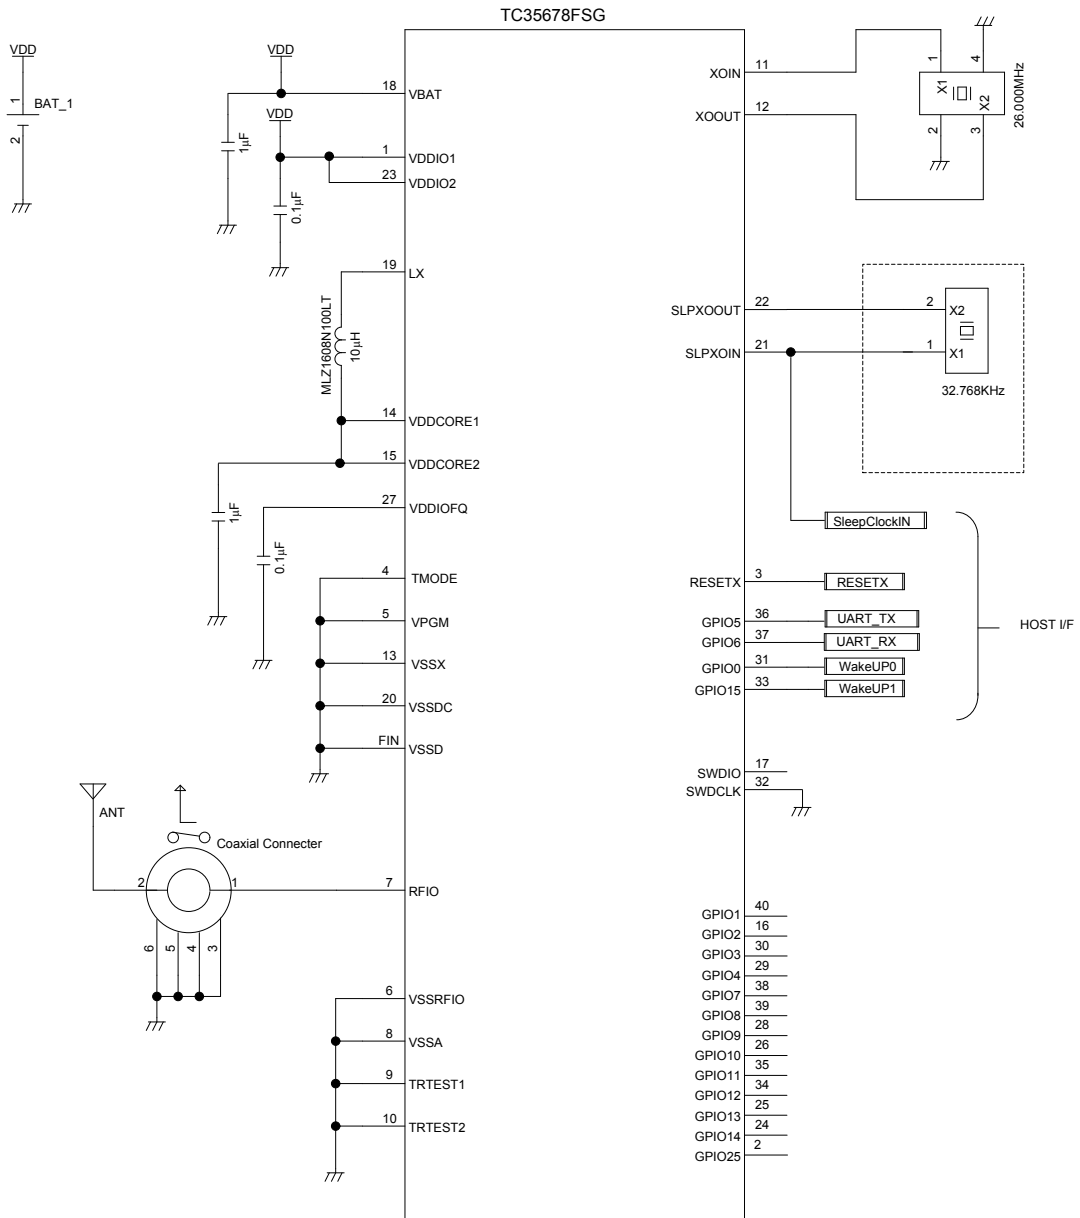 TC35678FSG
VDD
1
BAT_1
2
VDD
18 VBAT
1µF
VDD
1 VDDIO1
23 VDDIO2
0.1µF
19 LX
MLZ1608N100LT
10µH
14 VDDCORE1
15 VDDCORE2
1µF
27 VDDIOFQ
0.1µF
4 TMODE
5 VPGM
13 VSSX
20 VSSDC
FIN VSSD
ANT
Coaxial Connecter
2 1
7 RFIO
6 5 4 3
6 VSSRFIO
8 VSSA
9 TRTEST1
10 TRTEST2
XOIN 11
XOOUT 12
1 4
X1 X2
2 3
26.000MHz
SLPXOOUT 22
2 X2
SLPXOIN 21
1 X1
32.768KHz
SleepClockIN
RESETX 3 RESETX
GPIO5 36 UART_TX
GPIO6 37 UART_RX
GPIO0 31 WakeUP0
GPIO15 33 WakeUP1
HOST I/F
SWDIO 17
SWDCLK 32
GPIO1 40
GPIO2 16
GPIO3 30
GPIO4 29
GPIO7 38
GPIO8 39
GPIO9 28
GPIO10 26
GPIO11 35
GPIO12 34
GPIO13 25
GPIO14 24
GPIO25 2